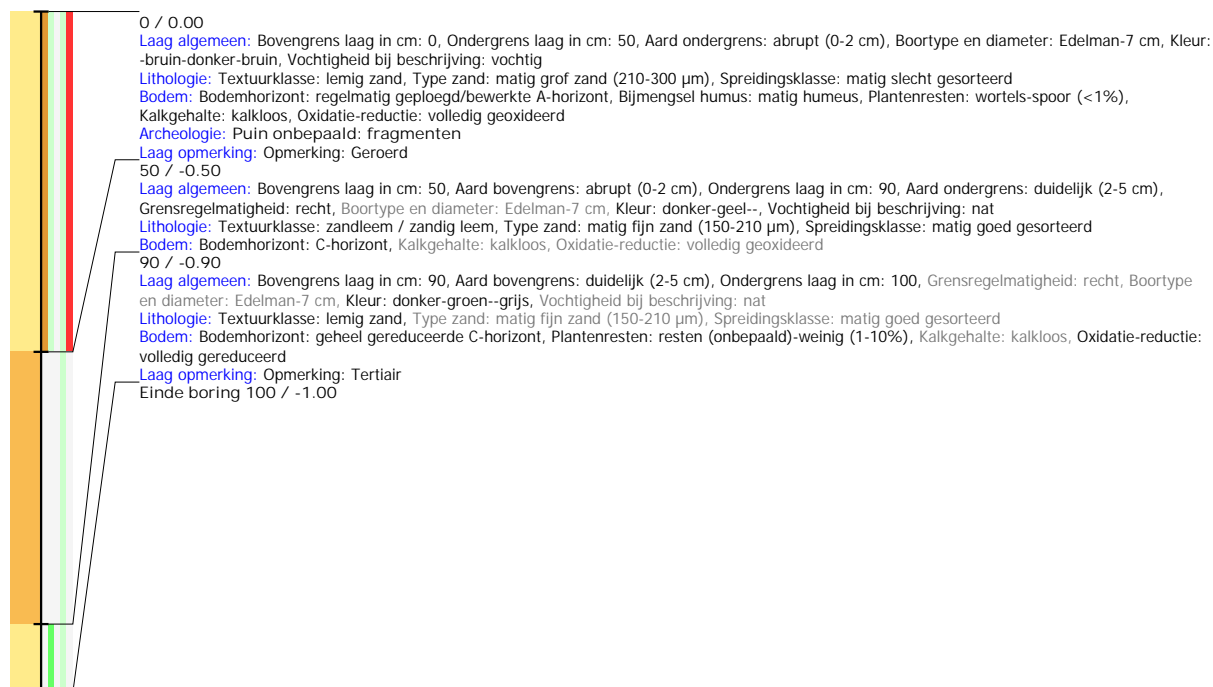 0 / 0.00
Laag algemeen: Bovengrens laag in cm: 0, Ondergrens laag in cm: 50, Aard ondergrens: abrupt (0-2 cm), Boortype en diameter: Edelman-7 cm, Kleur:
-bruin-donker-bruin, Vochtigheid bij beschrijving: vochtig
Lithologie: Textuurklasse: lemig zand, Type zand: matig grof zand (210-300 µm), Spreidingsklasse: matig slecht gesorteerd
Bodem: Bodemhorizont: regelmatig geploegd/bewerkte A-horizont, Bijmengsel humus: matig humeus, Plantenresten: wortels-spoor (<1%),
Kalkgehalte: kalkloos, Oxidatie-reductie: volledig geoxideerd
Archeologie: Puin onbepaald: fragmenten
Laag opmerking: Opmerking: Geroerd
50 / -0.50
Laag algemeen: Bovengrens laag in cm: 50, Aard bovengrens: abrupt (0-2 cm), Ondergrens laag in cm: 90, Aard ondergrens: duidelijk (2-5 cm),
Grensregelmatigheid: recht, Boortype en diameter: Edelman-7 cm, Kleur: donker-geel--, Vochtigheid bij beschrijving: nat
Lithologie: Textuurklasse: zandleem / zandig leem, Type zand: matig fijn zand (150-210 µm), Spreidingsklasse: matig goed gesorteerd
Bodem: Bodemhorizont: C-horizont, Kalkgehalte: kalkloos, Oxidatie-reductie: volledig geoxideerd
90 / -0.90
Laag algemeen: Bovengrens laag in cm: 90, Aard bovengrens: duidelijk (2-5 cm), Ondergrens laag in cm: 100, Grensregelmatigheid: recht, Boortype
en diameter: Edelman-7 cm, Kleur: donker-groen--grijs, Vochtigheid bij beschrijving: nat
Lithologie: Textuurklasse: lemig zand, Type zand: matig fijn zand (150-210 µm), Spreidingsklasse: matig goed gesorteerd
Bodem: Bodemhorizont: geheel gereduceerde C-horizont, Plantenresten: resten (onbepaald)-weinig (1-10%), Kalkgehalte: kalkloos, Oxidatie-reductie:
volledig gereduceerd
Laag opmerking: Opmerking: Tertiair
Einde boring 100 / -1.00